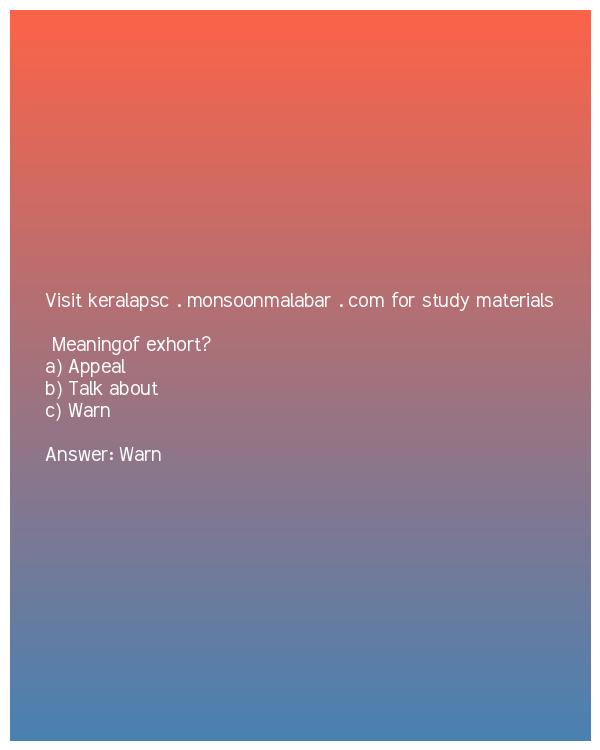 Visit keralapsc . monsoonmalabar . com for study materials
Meaningof exhort?
a) Appeal
b) Talk about
c) Warn
Answer: Warn